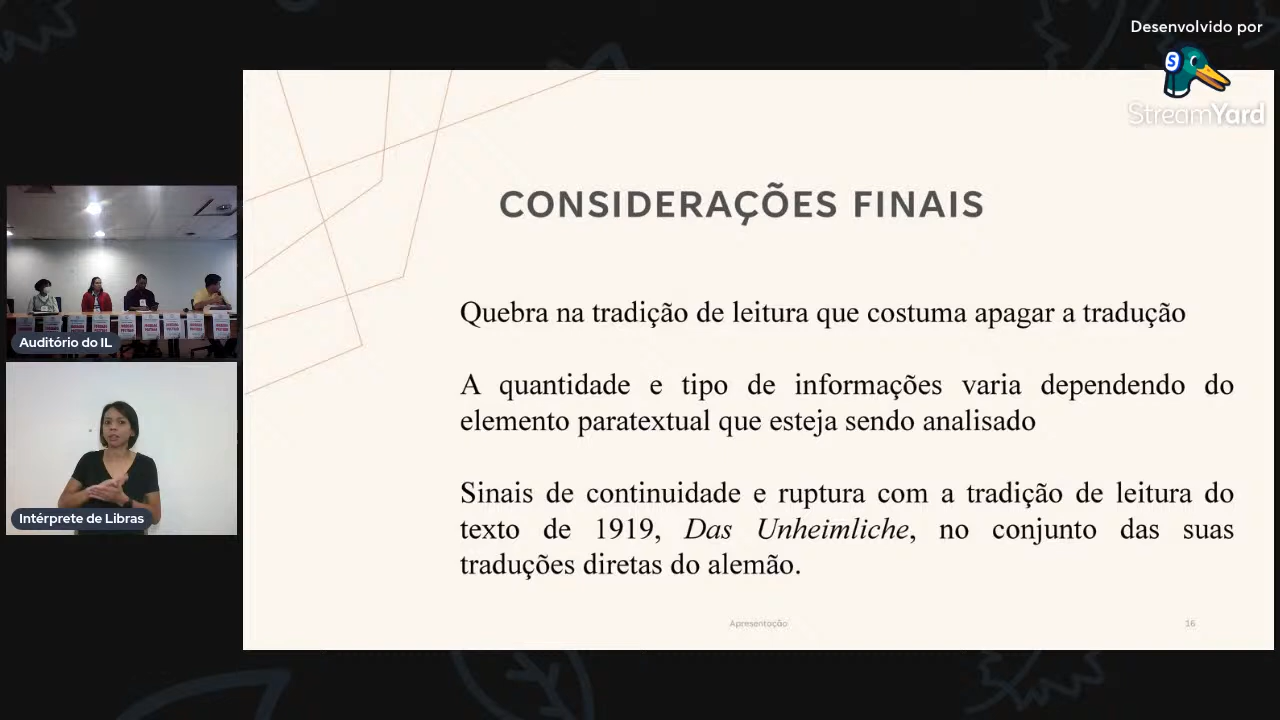 Desenvolvido por
StreamYard
CONSIDERAÇÕES FINAIS
Quebra na tradição de leitura que costuma apagar a tradução
A quantidade e tipo de informações varia dependendo do
elemento paratextual que esteja sendo analisado
Sinais de continuidade e ruptura com a tradição de leitura do
texto de 1919, Das Unheimliche, no conjunto das suas
traduções diretas do alemão.
Apresentação
16
Auditório do IL
Intérprete de Libras